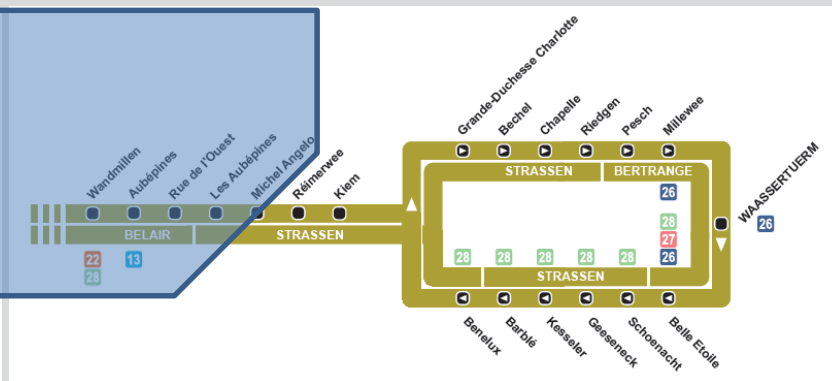 Wandmillen
Aubépines
Rue de l'Ouest
Les Aubépines
Michel Angelo
Réimerwee
Kiem
BELAIR
STRASSEN
22
28
13
Grande-Duchesse Charlotte
Bechel
Chapelle
Riedgen
Pesch
Millewee
STRASSEN
BERTRANGE
26
28
27
26
WAASSERTUERM
26
28
28
28
28
28
STRASSEN
Benelux
Barblé
Kesseler
Geeseneck
Schoenacht
Belle Etoile